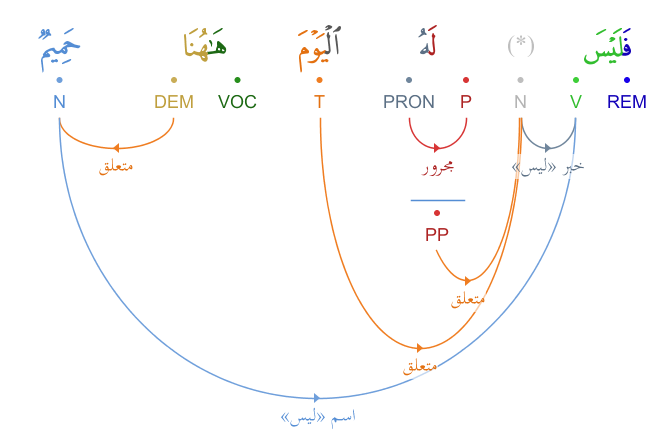 فَلَيْسَ (*) لَهُ ٱلْيَوْمَ هَٰهُنَا حَمِيمٌ
REM V N P PRON T VOC DEM N
خبر «ليس» مجرور متعلق
PP
متعلق
متعلق
اسم «ليس»